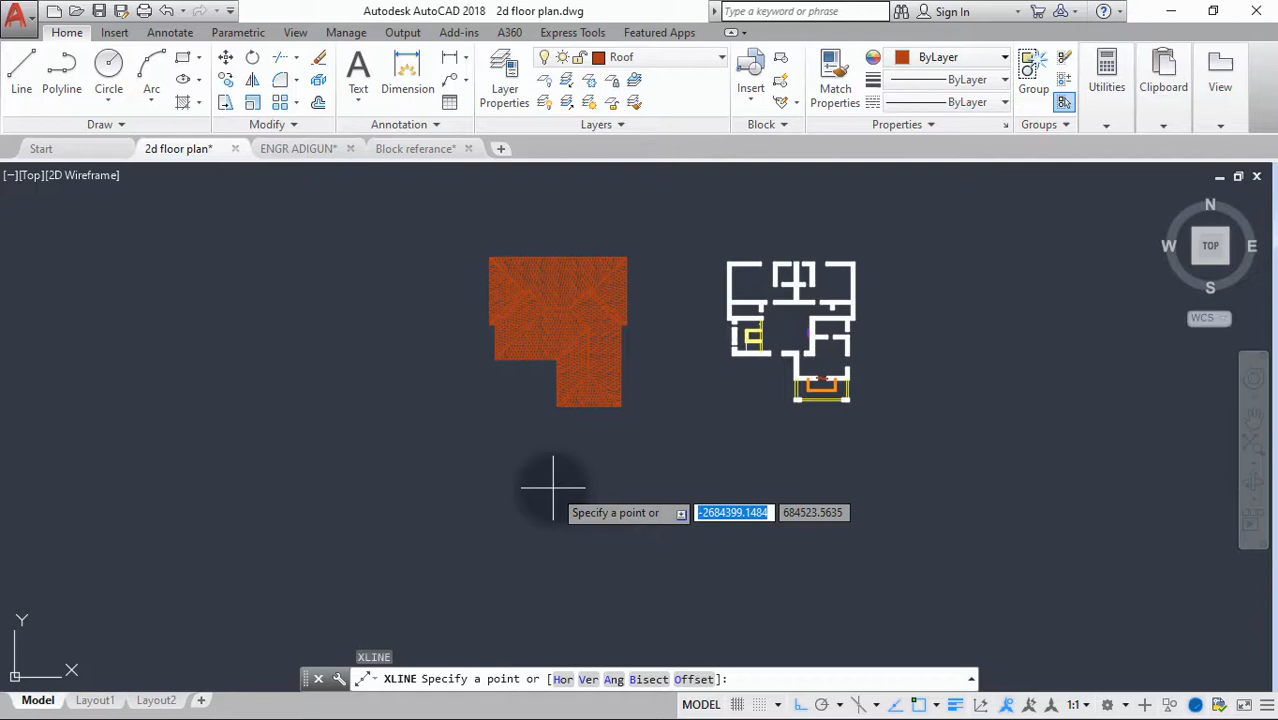 A Autodesk AutoCAD 2018 2d floor plan.dwg Type a keyword or phrase Sign In
Home Insert Annotate Parametric View Manage Output Add-ins A360 Express Tools Featured Apps
Roof ByLayer
ByLayer
ByLayer
Line Polyline Circle Arc Text Dimension Layer Properties Insert Match Properties Group Utilities Clipboard View
Draw Modify Annotation Layers Block Properties Groups
Start 2d floor plan* ENGR ADIGUN* Block referance*
[−][Top][2D Wireframe]
N
W TOP E
S
WCS
Specify a point or -2684399.1484 684523.5635
Y
X
XLINE
XLINE Specify a point or [Hor Ver Ang Bisect Offset]:
Model Layout1 Layout2 MODEL 1:1